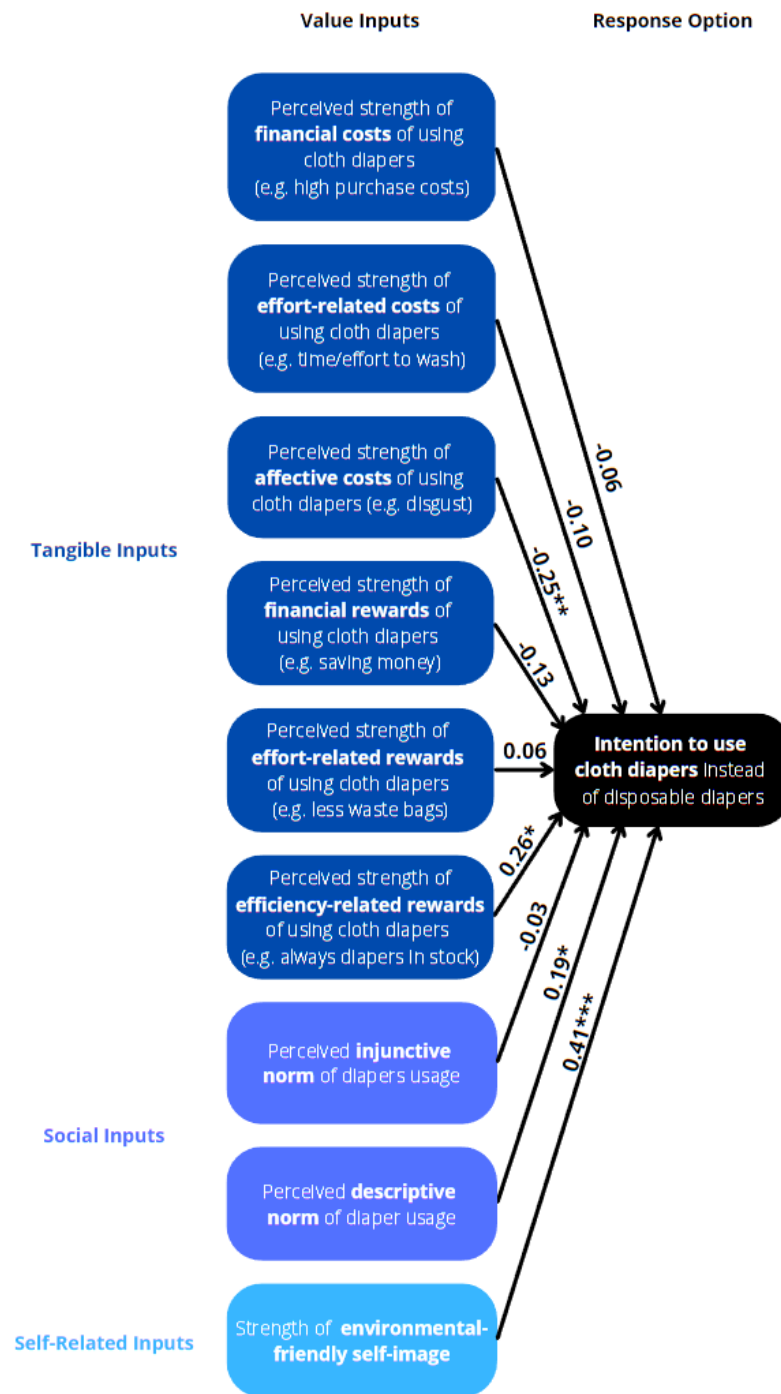 Value Inputs
Response Option
Perceived strength of
financial costs of using
cloth diapers
(e.g. high purchase costs)
Perceived strength of
effort-related costs of
using cloth diapers
(e.g. time/effort to wash)
Perceived strength of
affective costs of using
cloth diapers (e.g. disgust)
-0.06
-0.10
-0.25**
Tangible Inputs
Perceived strength of
financial rewards of
using cloth diapers
(e.g. saving money)
-0.13
Perceived strength of
effort-related rewards
of using cloth diapers
(e.g. less waste bags)
0.06
Intention to use
cloth diapers instead
of disposable diapers
Perceived strength of
efficiency-related rewards
of using cloth diapers
(e.g. always diapers in stock)
0.26*
-0.03
0.19*
0.41***
Perceived injunctive
norm of diapers usage
Social Inputs
Perceived descriptive
norm of diaper usage
Self-Related Inputs
Strength of environmental-
friendly self-image